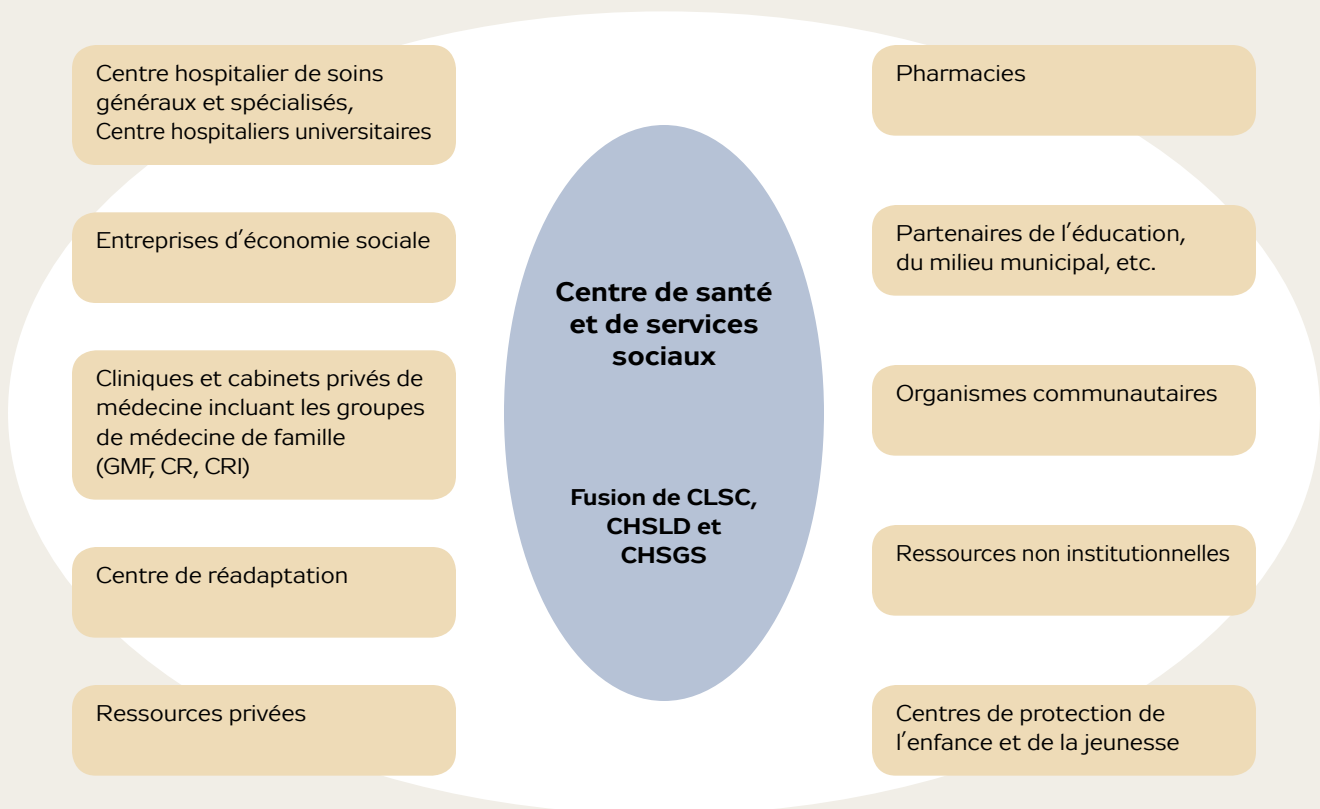 Centre hospitalier de soins
généraux et spécialisés,
Centre hospitaliers universitaires
Entreprises d’économie sociale
Cliniques et cabinets privés de
médecine incluant les groupes
de médecine de famille
(GMF, CR, CRI)
Centre de réadaptation
Ressources privées
Centre de santé
et de services
sociaux
Fusion de CLSC,
CHSLD et
CHSGS
Pharmacies
Partenaires de l’éducation,
du milieu municipal, etc.
Organismes communautaires
Ressources non institutionnelles
Centres de protection de
l’enfance et de la jeunesse